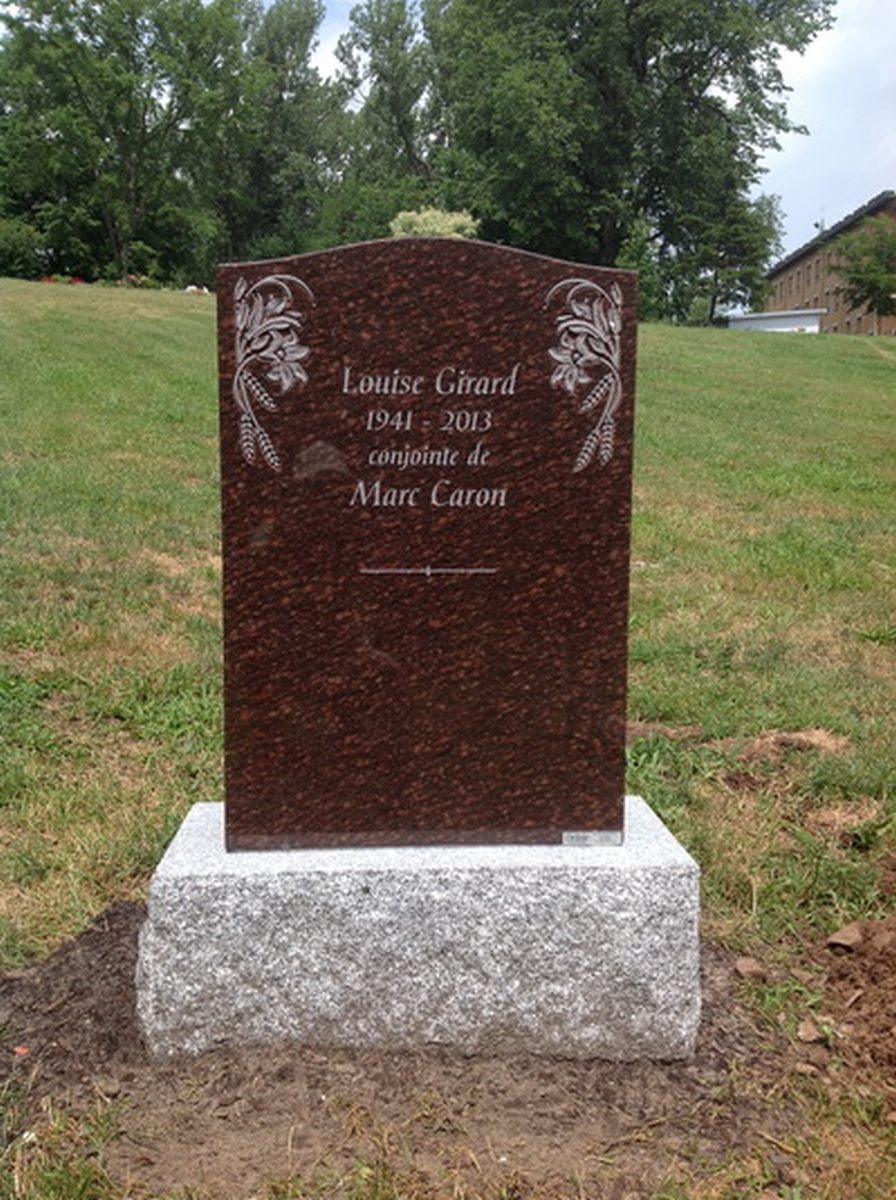 Louise Girard
1941 - 2013
conjointe de
Marc Caron